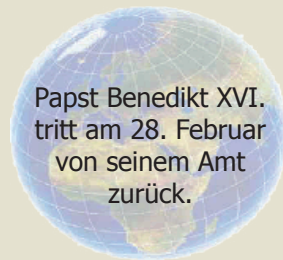 Papst Benedikt XVI.
tritt am 28. Februar
von seinem Amt
zurück.